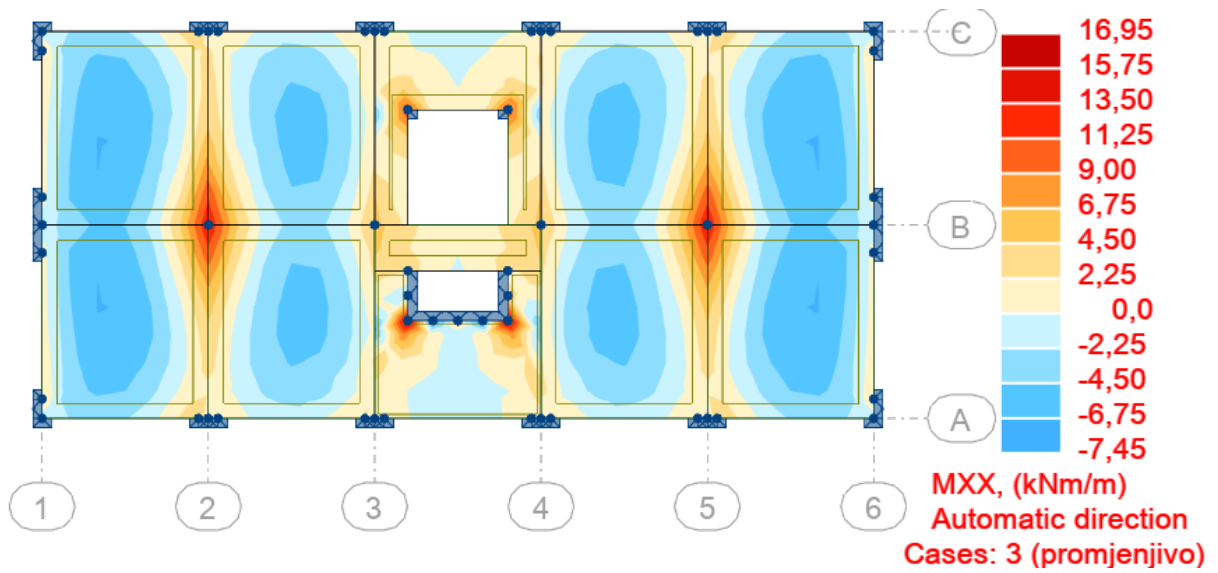 C
B
A
1 2 3 4 5 6
16,95
15,75
13,50
11,25
9,00
6,75
4,50
2,25
0,0
-2,25
-4,50
-6,75
-7,45
MXX, (kNm/m)
Automatic direction
Cases: 3 (promjenjivo)